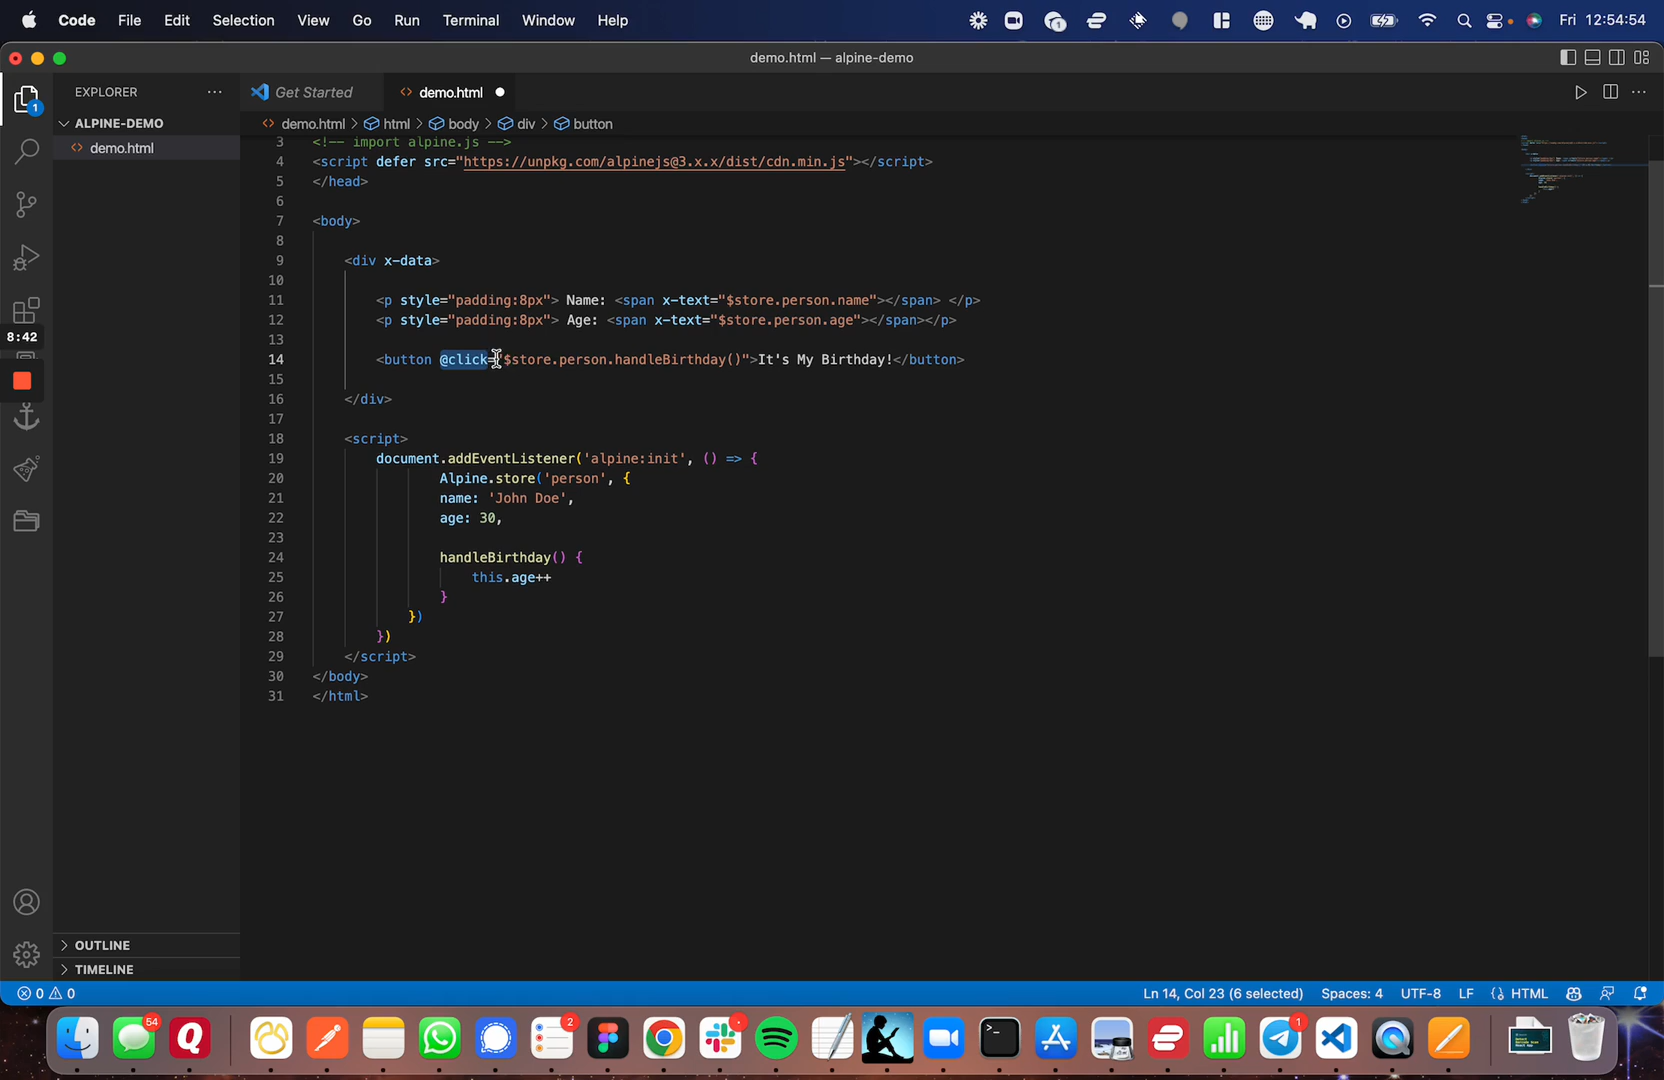 Code File Edit Selection View Go Run Terminal Window Help 1 Fri 12:54:54
demo.html — alpine-demo
EXPLORER ··· Get Started <> demo.html ●
ALPINE-DEMO
<> demo.html
<> demo.html > html > body > div > button
3 <!-- import alpine.js -->
4 <script defer src="https://unpkg.com/alpinejs@3.x.x/dist/cdn.min.js"></script>
5 </head>
6
7 <body>
8
9 <div x-data>
10
11 <p style="padding:8px"> Name: <span x-text="$store.person.name"></span> </p>
12 <p style="padding:8px"> Age: <span x-text="$store.person.age"></span></p>
13
14 <button @click="$store.person.handleBirthday()">It's My Birthday!</button>
15
16 </div>
17
18 <script>
19 document.addEventListener('alpine:init', () => {
20 Alpine.store('person', {
21 name: 'John Doe',
22 age: 30,
23
24 handleBirthday() {
25 this.age++
26 }
27 })
28 })
29 </script>
30 </body>
31 </html>
1
8:42
OUTLINE
TIMELINE
0 0 Ln 14, Col 23 (6 selected) Spaces: 4 UTF-8 LF HTML
54 2 1